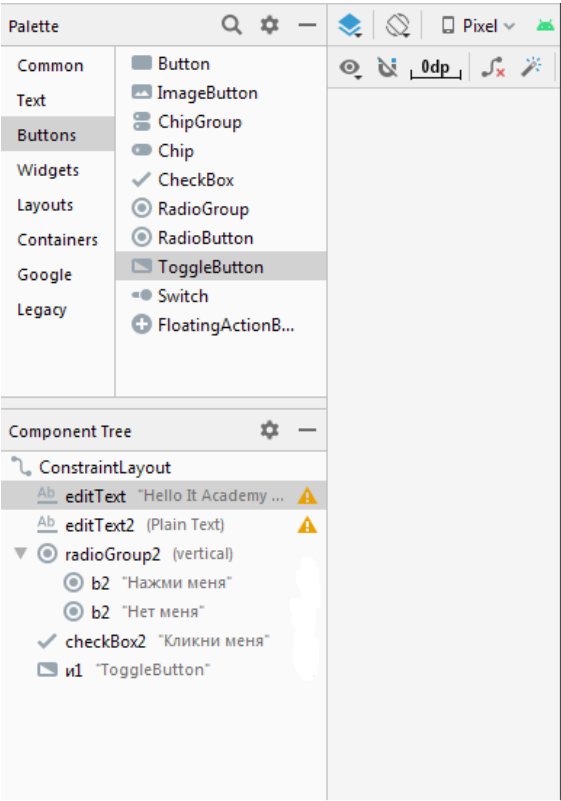 Palette
Common
Text
Buttons
Widgets
Layouts
Containers
Google
Legacy
Button
ImageButton
ChipGroup
Chip
CheckBox
RadioGroup
RadioButton
ToggleButton
Switch
FloatingActionB...
Pixel
0dp
Component Tree
ConstraintLayout
Ab editText "Hello It Academy ...
Ab editText2 (Plain Text)
radioGroup2 (vertical)
b2 "Нажми меня"
b2 "Нет меня"
checkBox2 "Кликни меня"
и1 "ToggleButton"